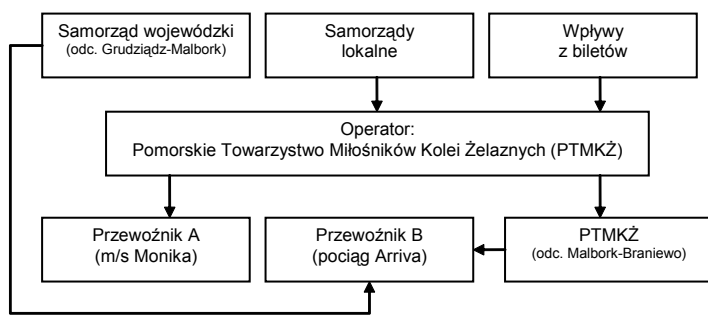 Samorząd wojewódzki
(odc. Grudziądz-Malbork)
Samorządy
lokalne
Wpływy
z biletów
Operator:
Pomorskie Towarzystwo Miłośników Kolei Żelaznych (PTMKŻ)
Przewoźnik A
(m/s Monika)
Przewoźnik B
(pociąg Arriva)
PTMKŻ
(odc. Malbork-Braniewo)